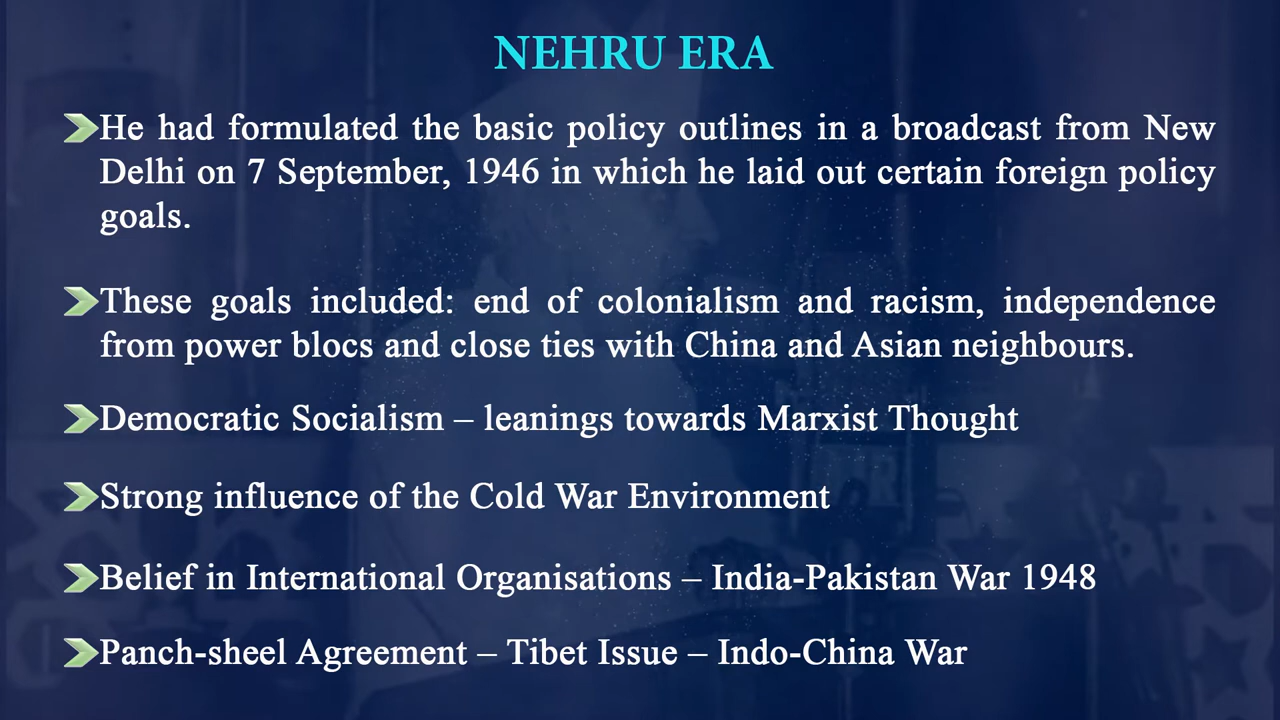 NEHRU ERA
He had formulated the basic policy outlines in a broadcast from New
Delhi on 7 September, 1946 in which he laid out certain foreign policy
goals.
These goals included: end of colonialism and racism, independence
from power blocs and close ties with China and Asian neighbours.
Democratic Socialism – leanings towards Marxist Thought
Strong influence of the Cold War Environment
Belief in International Organisations – India-Pakistan War 1948
Panch-sheel Agreement – Tibet Issue – Indo-China War